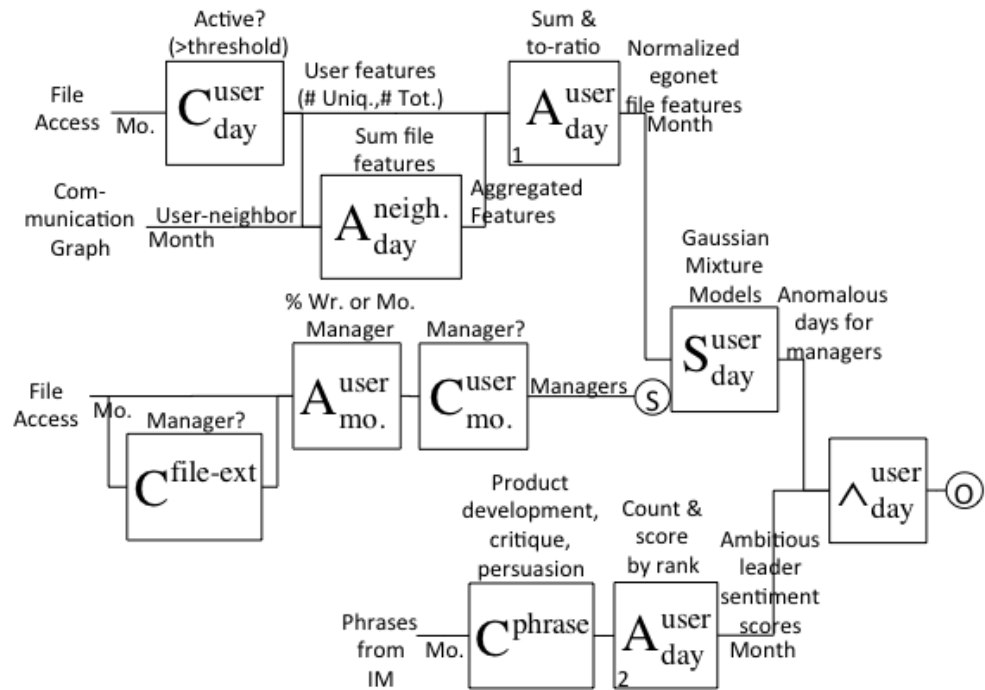 Active?
(>threshold)
File
Access
Mo.
C user
day
User features
(# Uniq.,# Tot.)
Sum &
to-ratio
A user
day
1
Normalized
egonet
file features
Month
Com-
munication
Graph
User-neighbor
Month
Sum file
features
A neigh.
day
Aggregated
Features
Gaussian
Mixture
Models
S user
day
Anomalous
days for
managers
File
Access
Mo.
Manager?
C file-ext
% Wr. or Mo.
Manager
A user
mo.
Manager?
C user
mo.
Managers
S
Phrases
from
IM
Mo.
Product
development,
critique,
persuasion
C phrase
Count &
score
by rank
A user
day
2
Ambitious
leader
sentiment
scores
Month
^ user
day
O